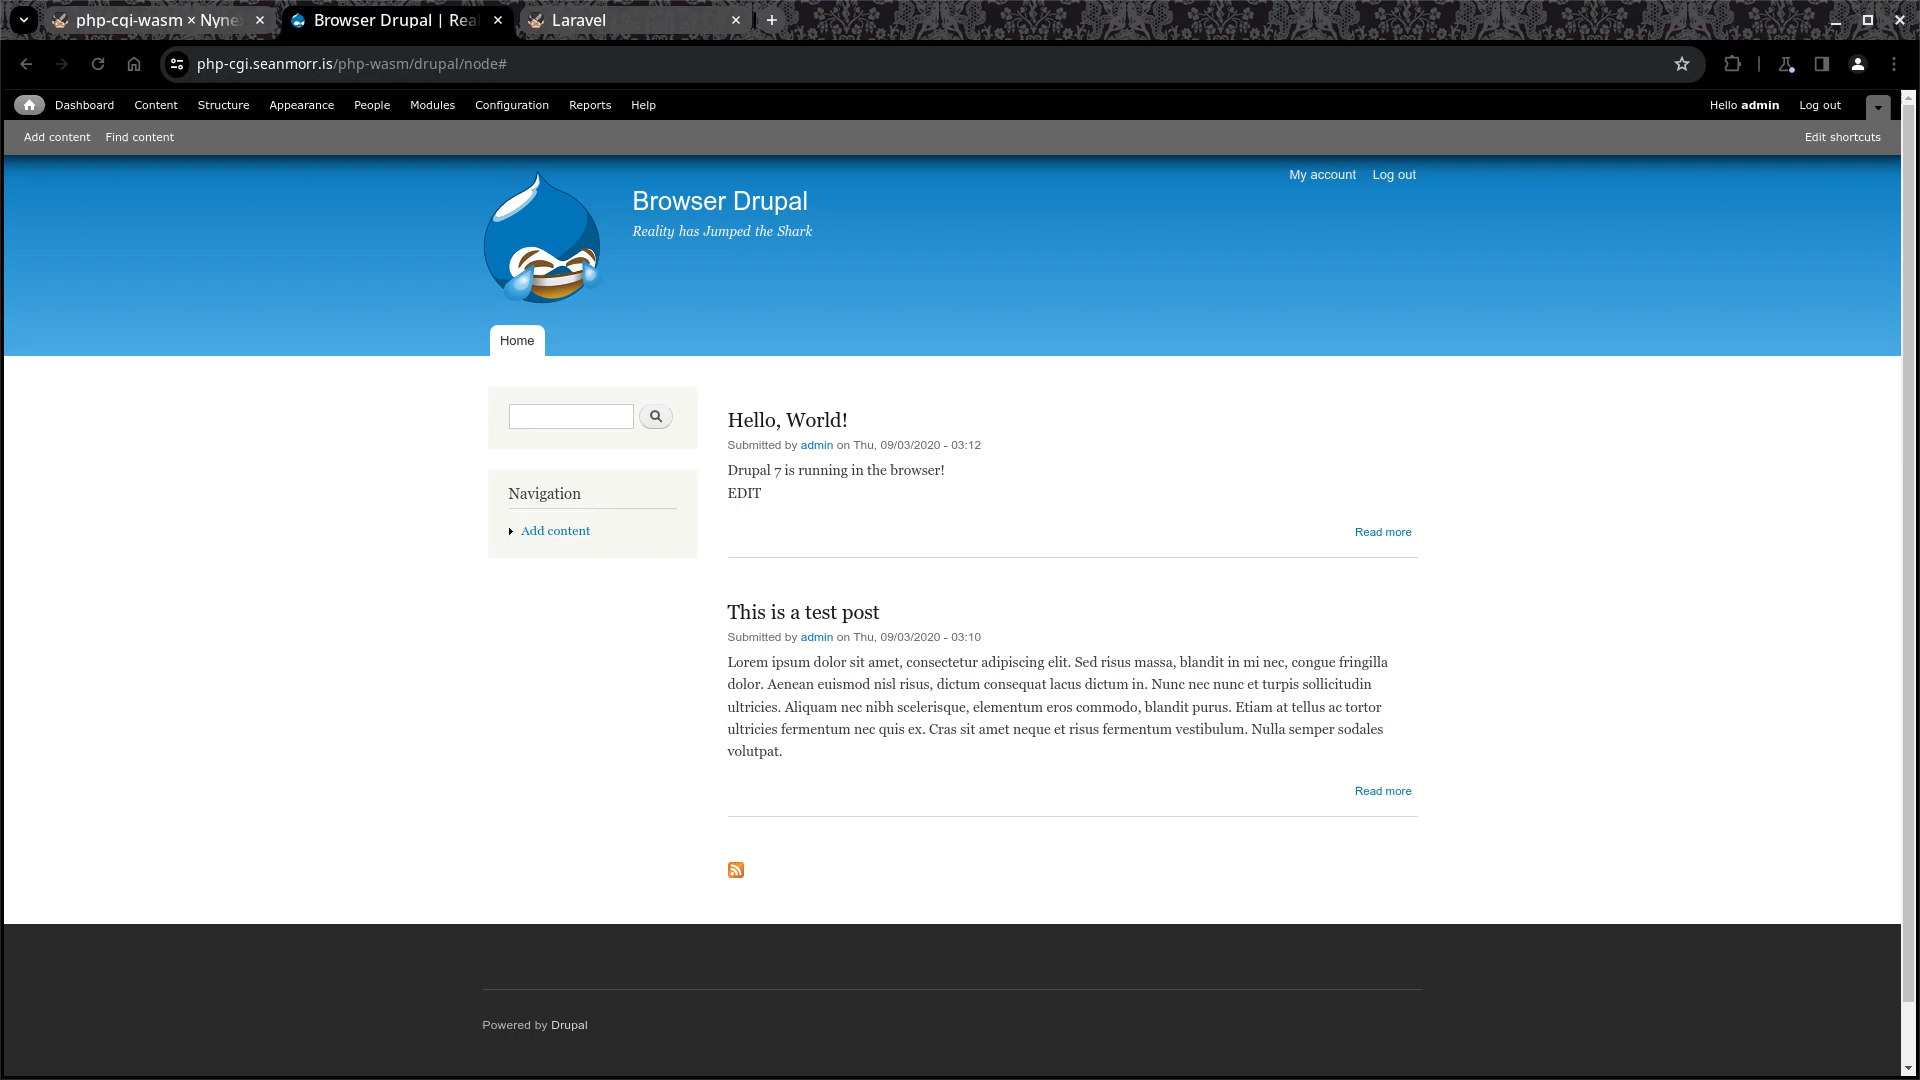 php-cgi-wasm × Nyne
Browser Drupal | Rea
Laravel
php-cgi.seanmorr.is/php-wasm/drupal/node#
Dashboard Content Structure Appearance People Modules Configuration Reports Help Hello admin Log out
Add content Find content Edit shortcuts
My account Log out
Browser Drupal
Reality has Jumped the Shark
Home
Navigation
Add content
Hello, World!
Submitted by admin on Thu, 09/03/2020 - 03:12
Drupal 7 is running in the browser!
EDIT
Read more
This is a test post
Submitted by admin on Thu, 09/03/2020 - 03:10
Lorem ipsum dolor sit amet, consectetur adipiscing elit. Sed risus massa, blandit in mi nec, congue fringilla
dolor. Aenean euismod nisl risus, dictum consequat lacus dictum in. Nunc nec nunc et turpis sollicitudin
ultricies. Aliquam nec nibh scelerisque, elementum eros commodo, blandit purus. Etiam at tellus ac tortor
ultricies fermentum nec quis ex. Cras sit amet neque et risus fermentum vestibulum. Nulla semper sodales
volutpat.
Read more
Powered by Drupal